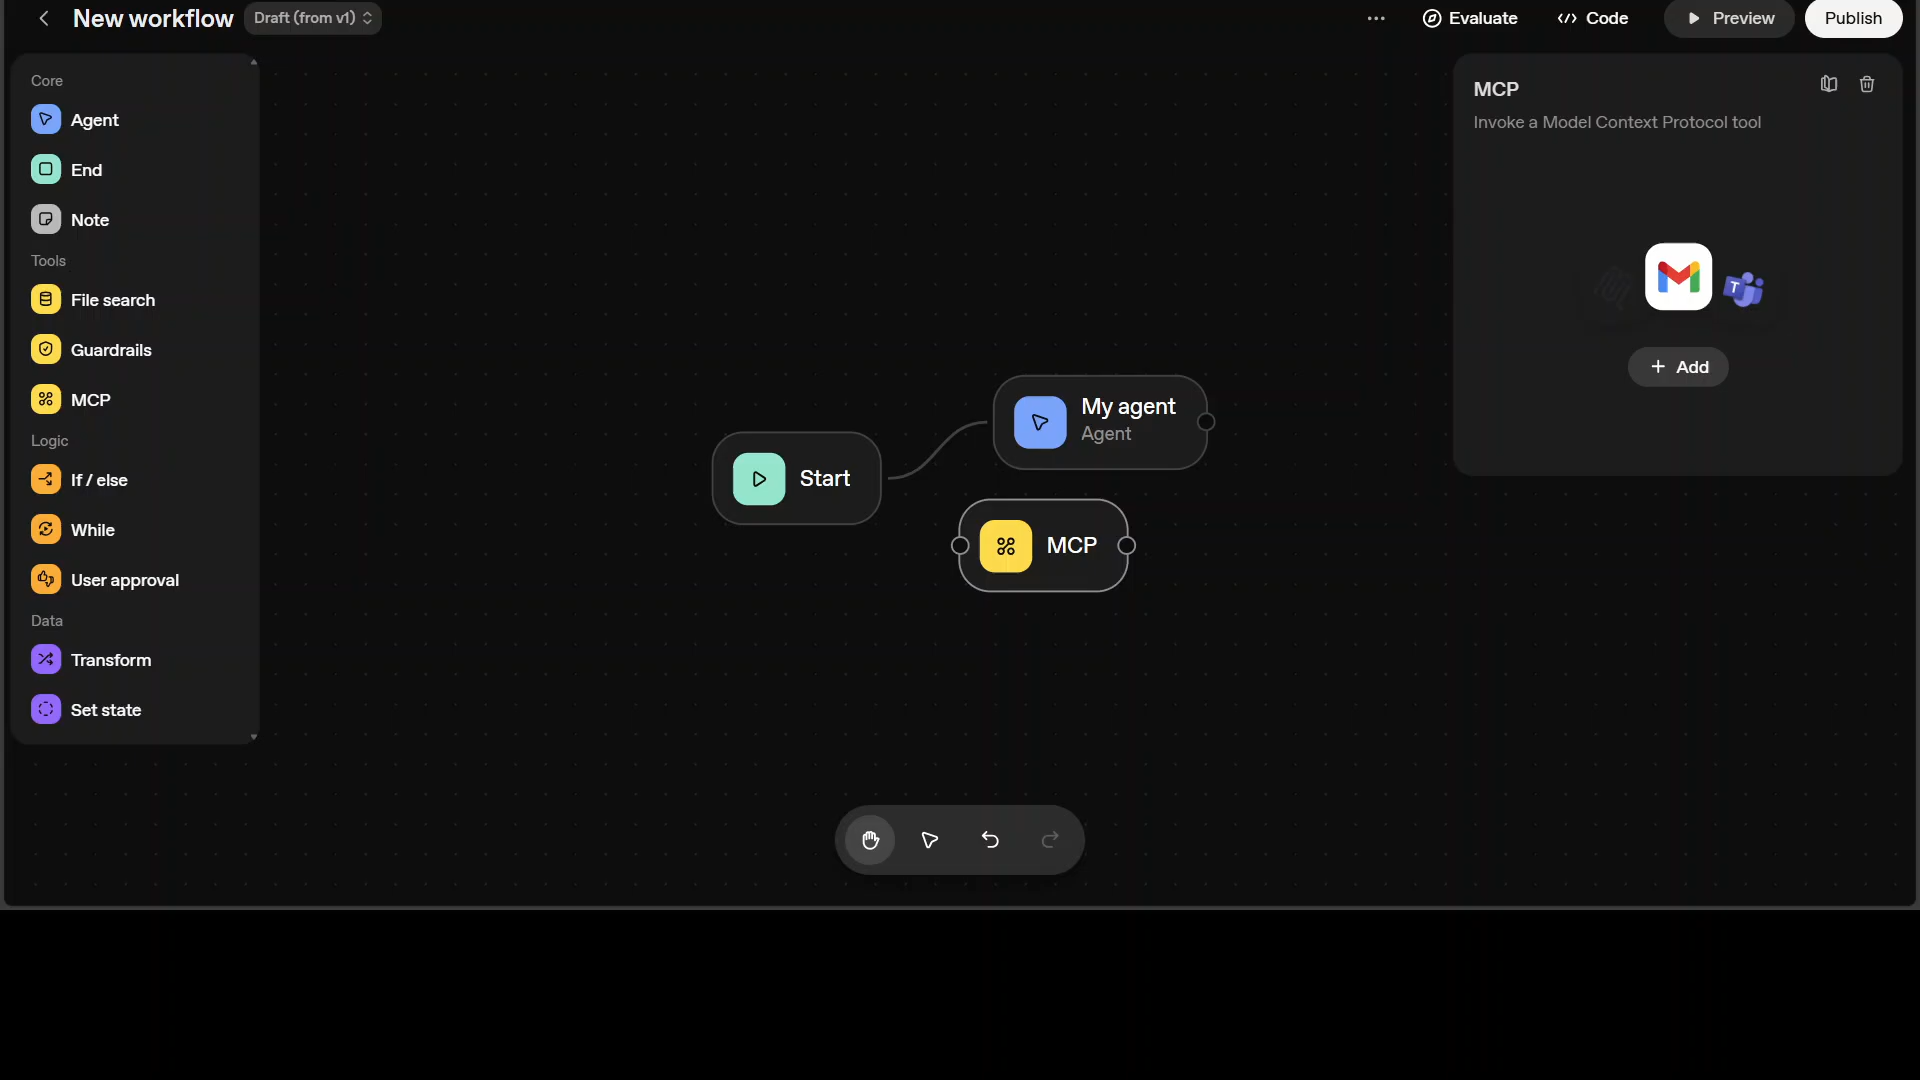 New workflow
Draft (from v1)
Evaluate
Code
Preview
Publish
Core
Agent
End
Note
Tools
File search
Guardrails
MCP
Logic
If / else
While
User approval
Data
Transform
Set state
Start
My agent
Agent
MCP
MCP
Invoke a Model Context Protocol tool
T
+ Add